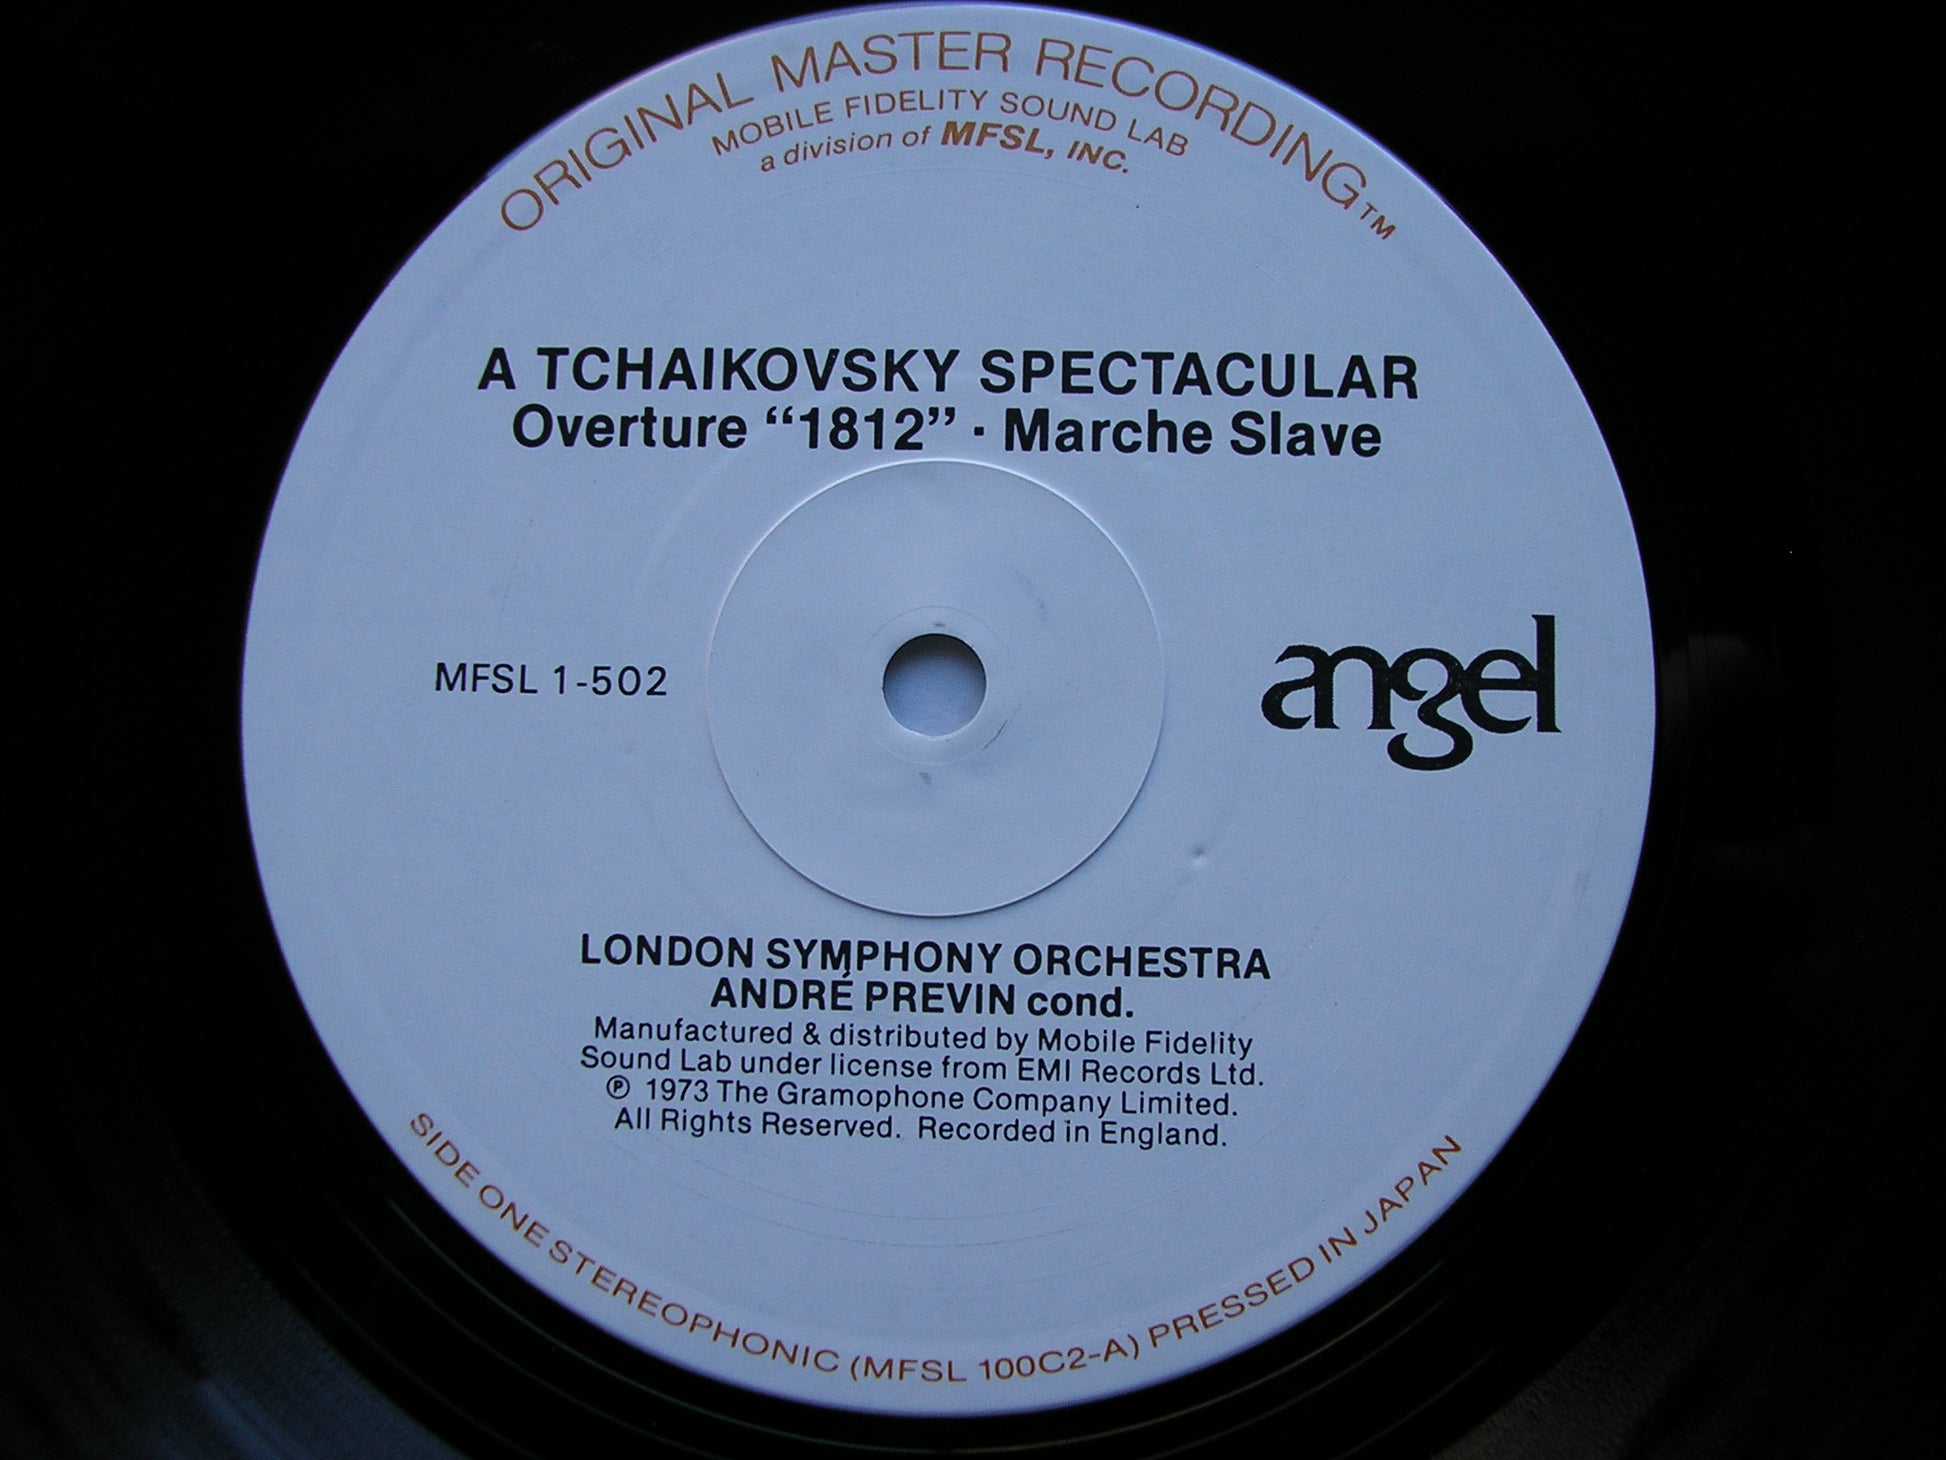 ORIGINAL MASTER RECORDING™
MOBILE FIDELITY SOUND LAB
a division of MFSL, INC.
A TCHAIKOVSKY SPECTACULAR
Overture “1812” · Marche Slave
MFSL 1-502
angel
LONDON SYMPHONY ORCHESTRA
ANDRÉ PREVIN cond.
Manufactured & distributed by Mobile Fidelity
Sound Lab under license from EMI Records Ltd.
℗ 1973 The Gramophone Company Limited.
All Rights Reserved. Recorded in England.
SIDE ONE STEREOPHONIC (MFSL 100C2-A) PRESSED IN JAPAN